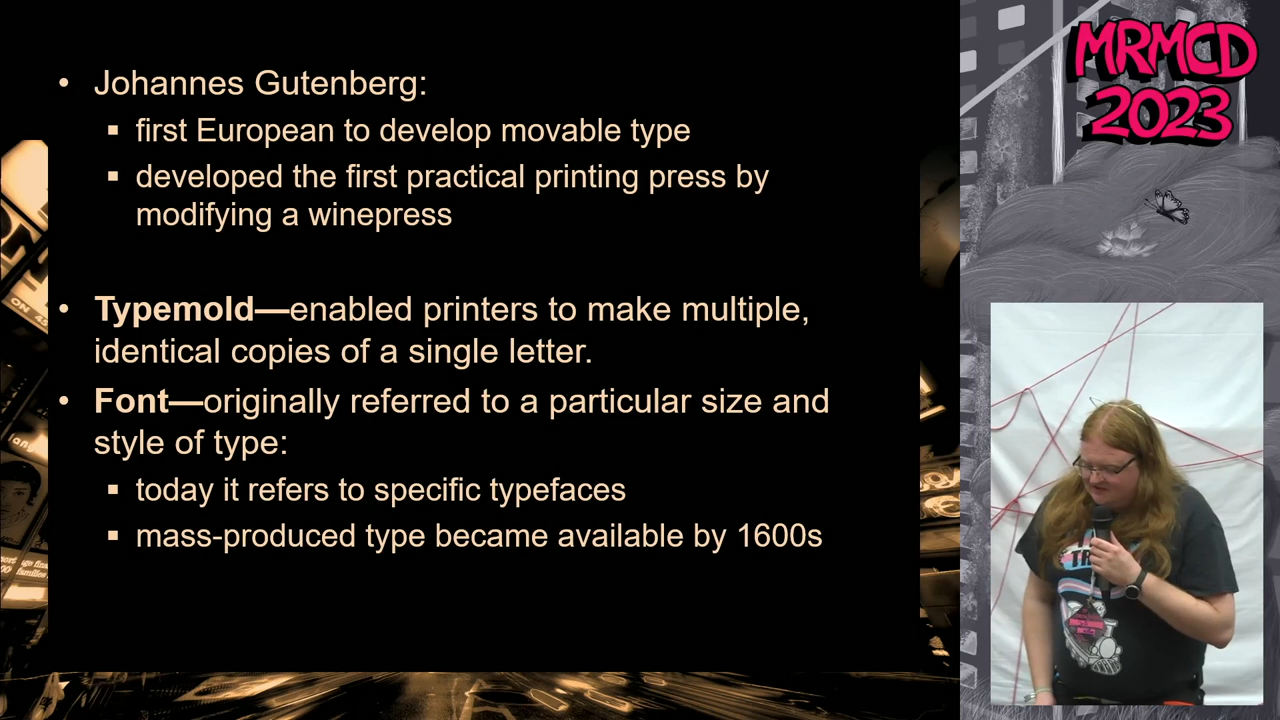 • Johannes Gutenberg:
▪ first European to develop movable type
▪ developed the first practical printing press by
modifying a winepress
• Typemold—enabled printers to make multiple,
identical copies of a single letter.
• Font—originally referred to a particular size and
style of type:
▪ today it refers to specific typefaces
▪ mass-produced type became available by 1600s
MRMCD
2023